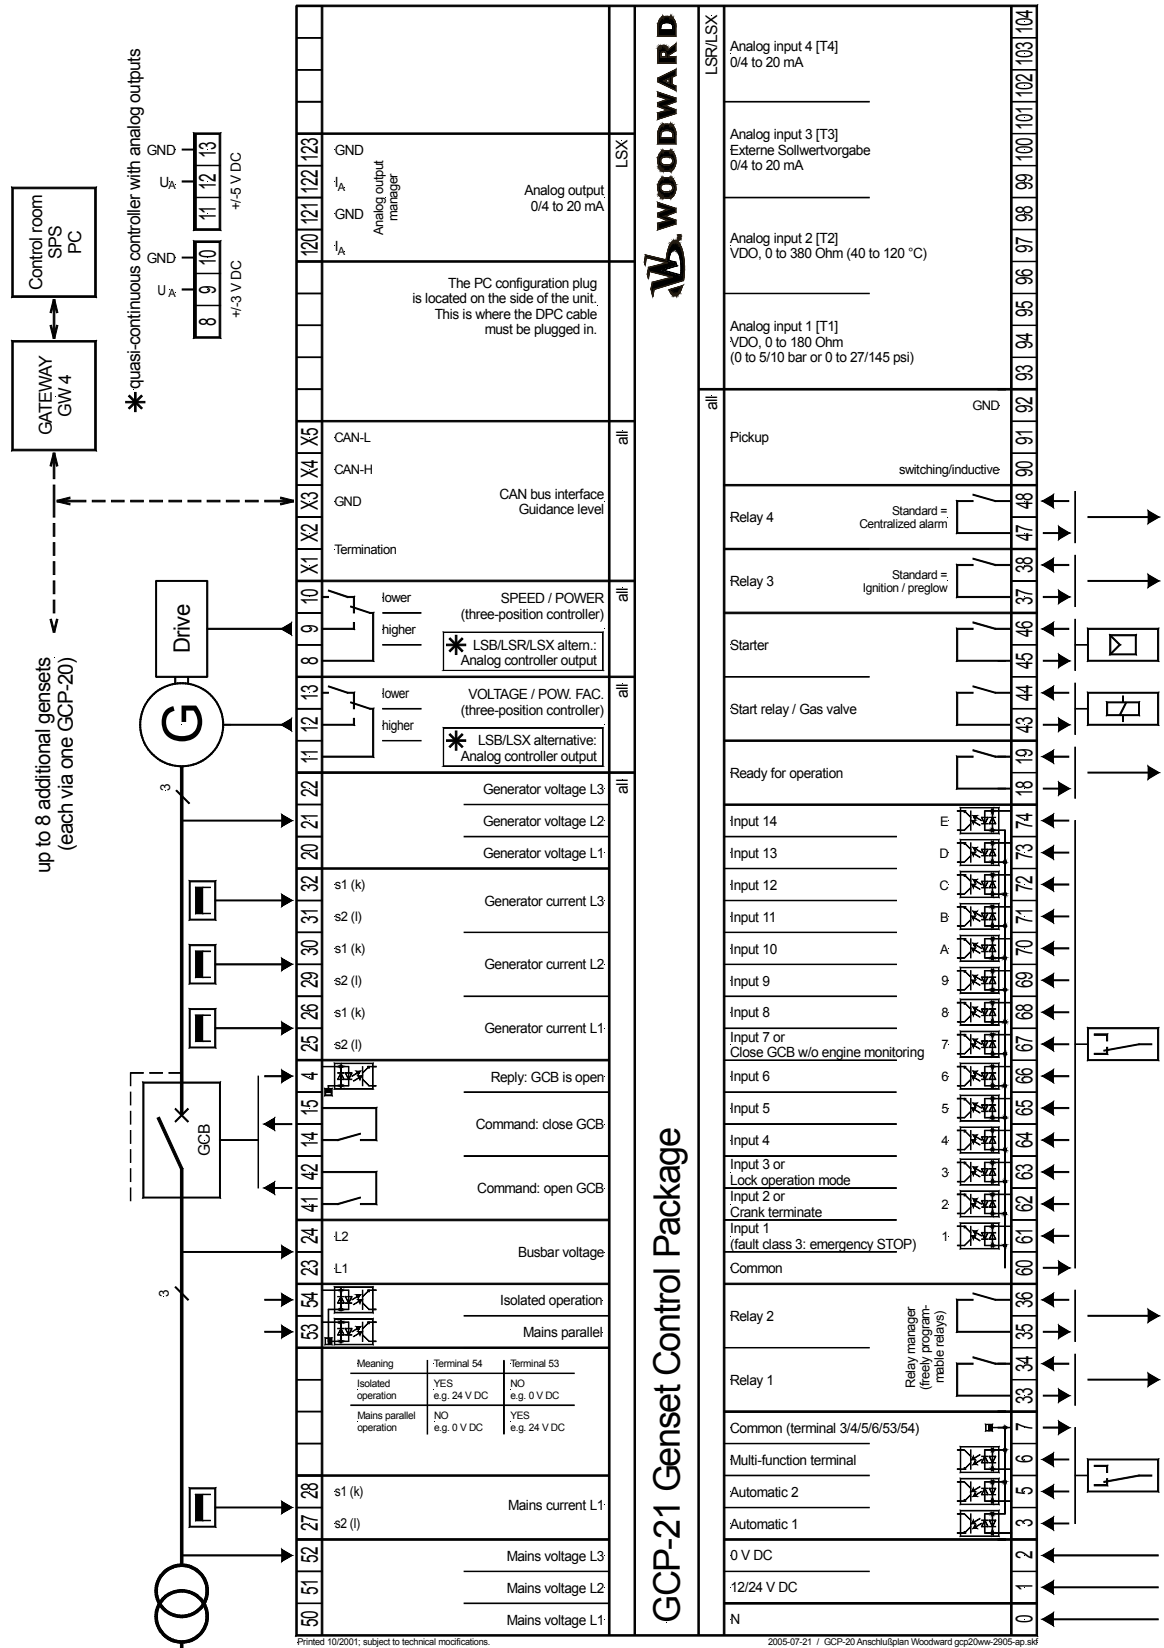 Control room
SPS
PC
GATEWAY
GW 4
up to 8 additional gensets
(each via one GCP-20)
quasi-continuous controller with analog outputs
GND
UA
11 12 13
+/-5 V DC
GND
UA
8 9 10
+/-3 V DC
Drive
G
3
GCB
3
123
GND
122
IA
121
GND
120
IA
Analog output
manager
Analog output
0/4 to 20 mA
LSX
The PC configuration plug
is located on the side of the unit.
This is where the DPC cable
must be plugged in.
X5
CAN-L
X4
CAN-H
X3
GND
X2
X1
Termination
CAN bus interface
Guidance level
all
10
lower
9
higher
8
SPEED / POWER
(three-position controller)
LSB/LSR/LSX altern.:
Analog controller output
all
13
lower
12
higher
11
VOLTAGE / POW. FAC.
(three-position controller)
LSB/LSX alternative:
Analog controller output
all
22
Generator voltage L3
all
21
Generator voltage L2
20
Generator voltage L1
32
s1 (k)
31
s2 (l)
Generator current L3
30
s1 (k)
29
s2 (l)
Generator current L2
26
s1 (k)
25
s2 (l)
Generator current L1
4
Reply: GCB is open
15
14
Command: close GCB
42
41
Command: open GCB
24
L2
23
L1
Busbar voltage
54
Isolated operation
53
Mains parallel
Meaning Terminal 54 Terminal 53
Isolated
operation
YES
e.g. 24 V DC
NO
e.g. 0 V DC
Mains parallel
operation
NO
e.g. 0 V DC
YES
e.g. 24 V DC
28
s1 (k)
27
s2 (l)
Mains current L1
52
Mains voltage L3
51
Mains voltage L2
50
Mains voltage L1
WOODWARD
GCP-21 Genset Control Package
LSR/LSX
Analog input 4 [T4]
0/4 to 20 mA
104
103
102
Analog input 3 [T3]
Externe Sollwertvorgabe
0/4 to 20 mA
101
100
99
Analog input 2 [T2]
VDO, 0 to 380 Ohm (40 to 120 °C)
98
97
96
Analog input 1 [T1]
VDO, 0 to 180 Ohm
(0 to 5/10 bar or 0 to 27/145 psi)
95
94
93
all
GND
92
Pickup
91
switching/inductive
90
Relay 4
Standard =
Centralized alarm
48
47
Relay 3
Standard =
Ignition / preglow
38
37
Starter
46
45
Start relay / Gas valve
44
43
Ready for operation
19
18
Input 14
E
74
Input 13
D
73
Input 12
C
72
Input 11
B
71
Input 10
A
70
Input 9
9
69
Input 8
8
68
Input 7 or
Close GCB w/o engine monitoring
7
67
Input 6
6
66
Input 5
5
65
Input 4
4
64
Input 3 or
Lock operation mode
3
63
Input 2 or
Crank terminate
2
62
Input 1
(fault class 3: emergency STOP)
1
61
Common
60
Relay 2
36
35
Relay manager
(freely program-
mable relays)
Relay 1
34
33
Common (terminal 3/4/5/6/53/54)
7
Multi-function terminal
6
Automatic 2
5
Automatic 1
3
0 V DC
2
12/24 V DC
1
N
0
Printed 10/2001; subject to technical mocifications.
2005-07-21 / GCP-20 Anschlußplan Woodward gcp20ww-2905-ap.skf